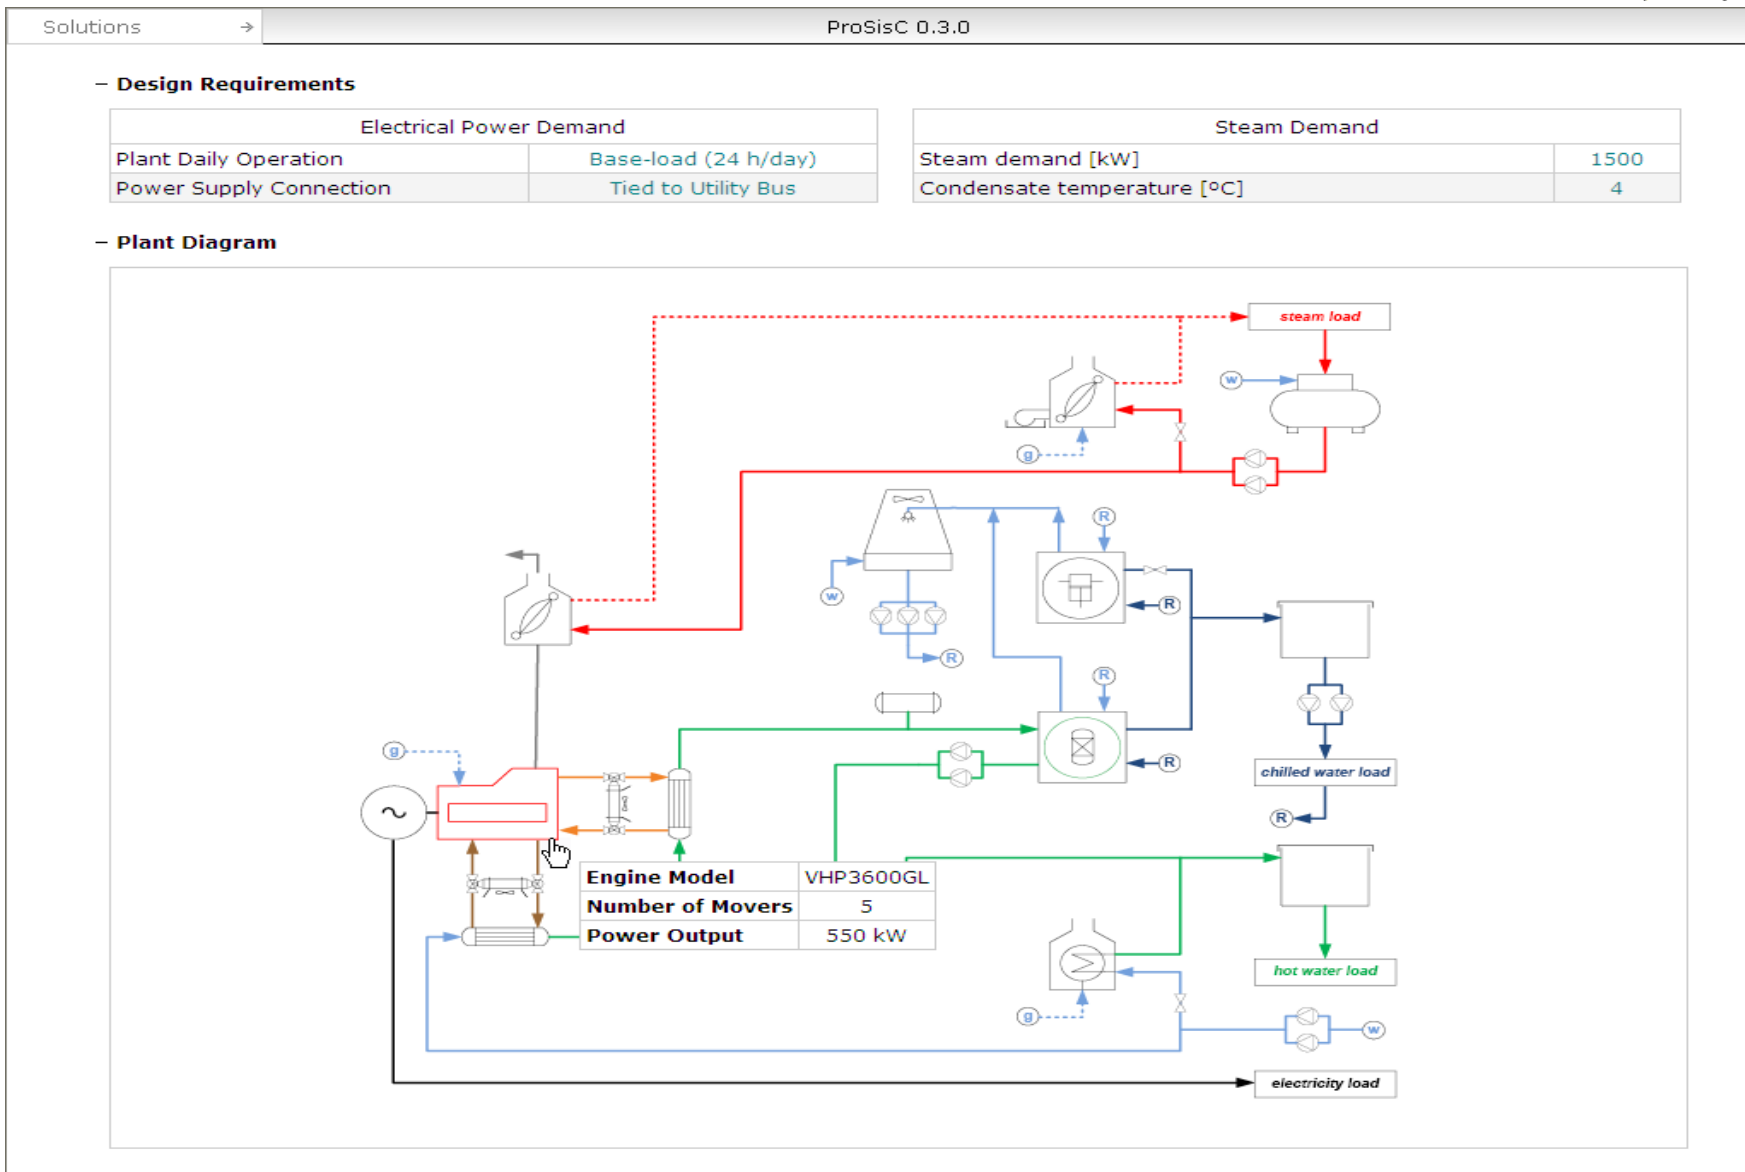 Solutions → ProSisC 0.3.0
− Design Requirements
Electrical Power Demand
Plant Daily Operation Base-load (24 h/day)
Power Supply Connection Tied to Utility Bus
Steam Demand
Steam demand [kW] 1500
Condensate temperature [ºC] 4
− Plant Diagram
steam load
w
g
R
w
R
R
R
g
R
~
chilled water load
R
Engine Model VHP3600GL
Number of Movers 5
Power Output 550 kW
hot water load
g
w
electricity load